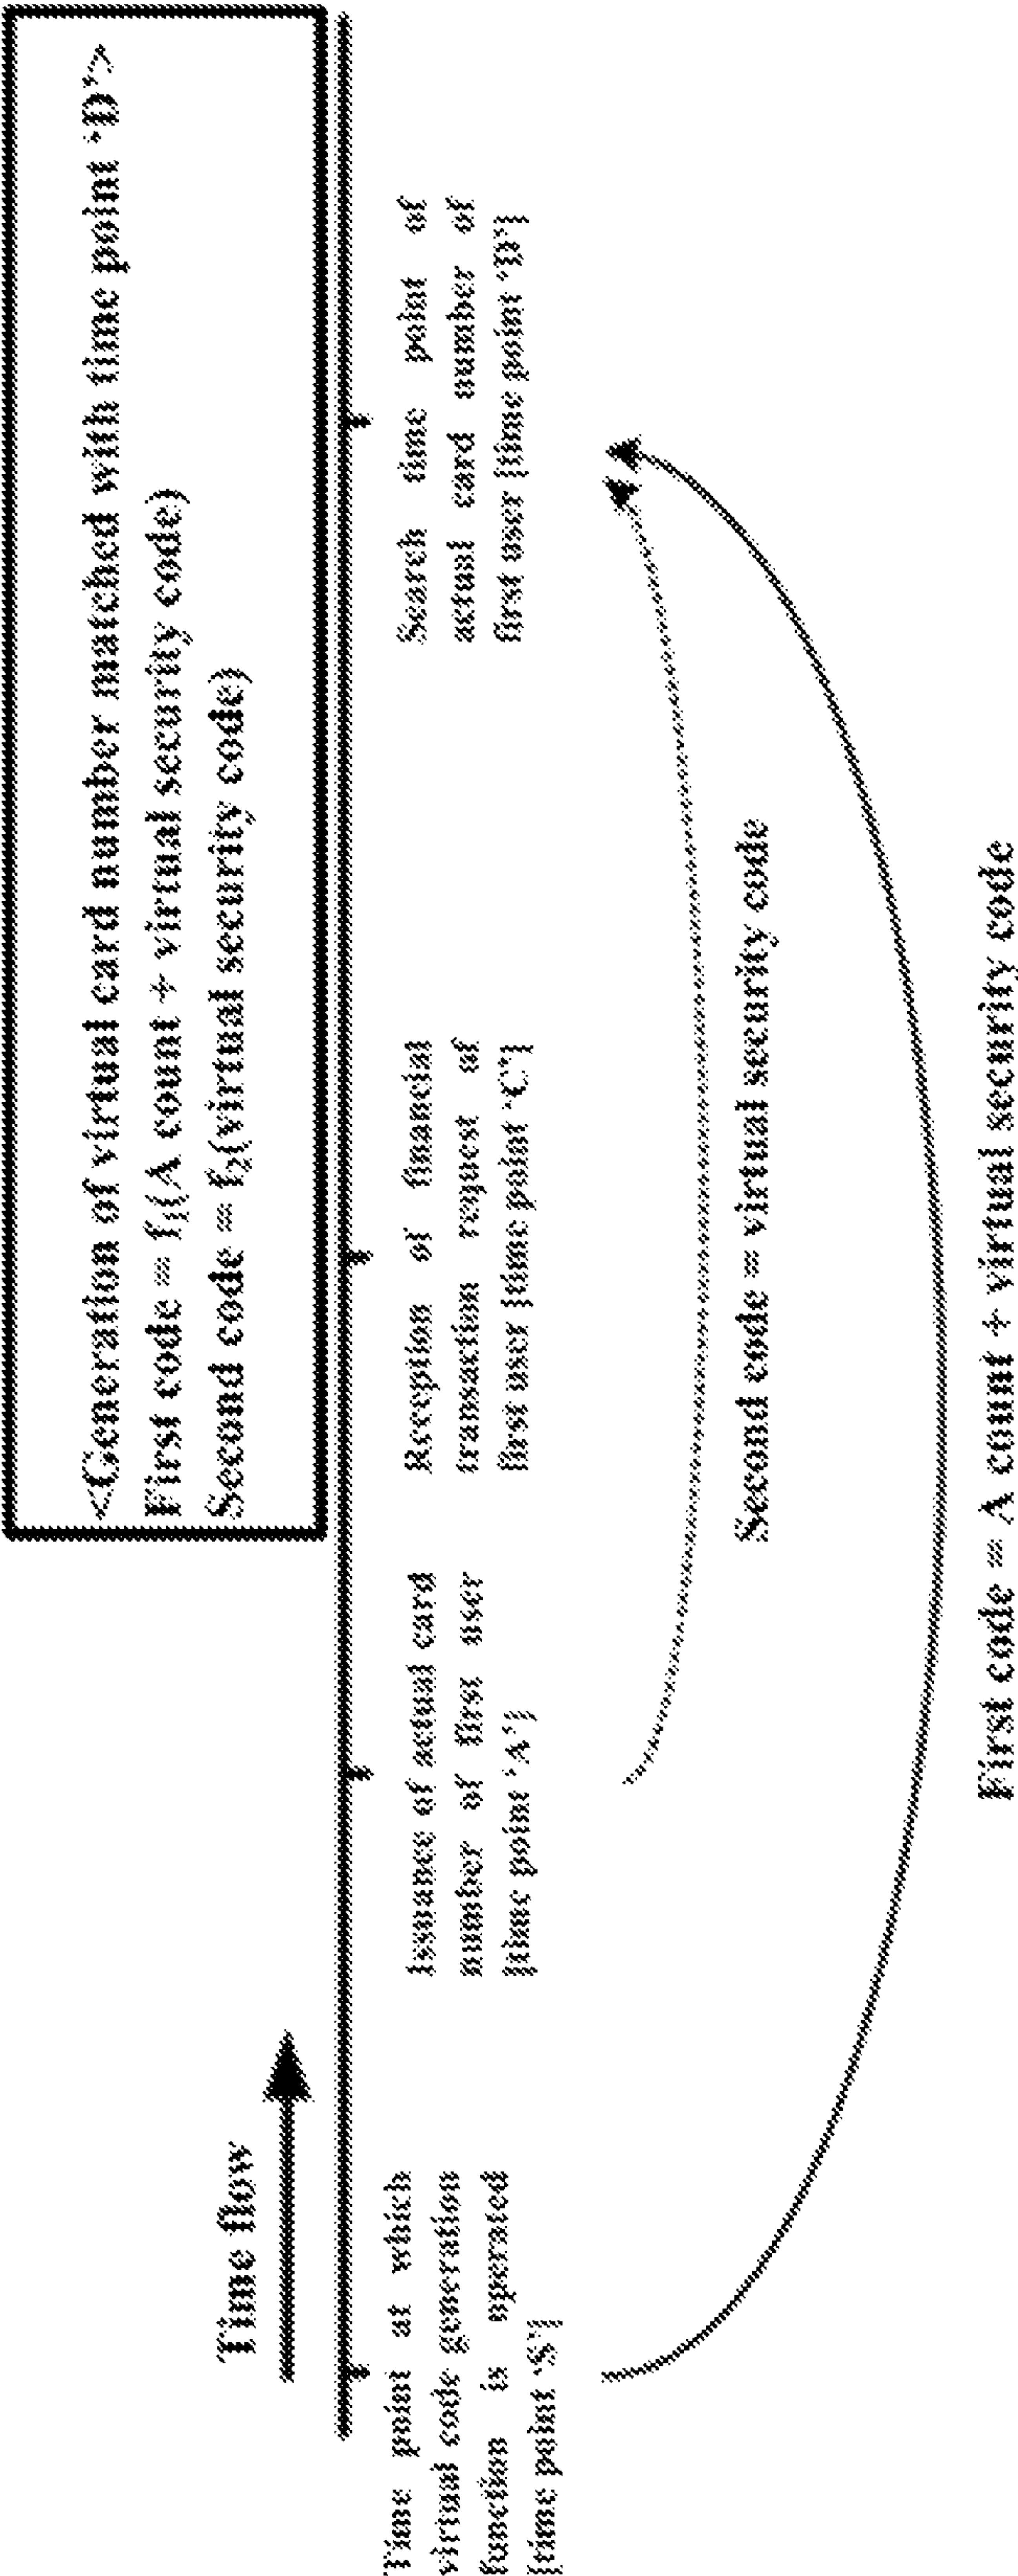 <Generation of virtual card number matched with time point 'D'>
First code = f₁(A count + virtual security code)
Second code = f₂(virtual security code)
Time flow
Time point at which
virtual code generation
function is operated
[time point 'S']
Issuance of actual card
number of first user
[time point 'A']
Reception of financial
transaction request of
first user [time point 'C']
Search time point of
actual card number of
first user [time point 'D']
Second code = virtual security code
First code = A count + virtual security code